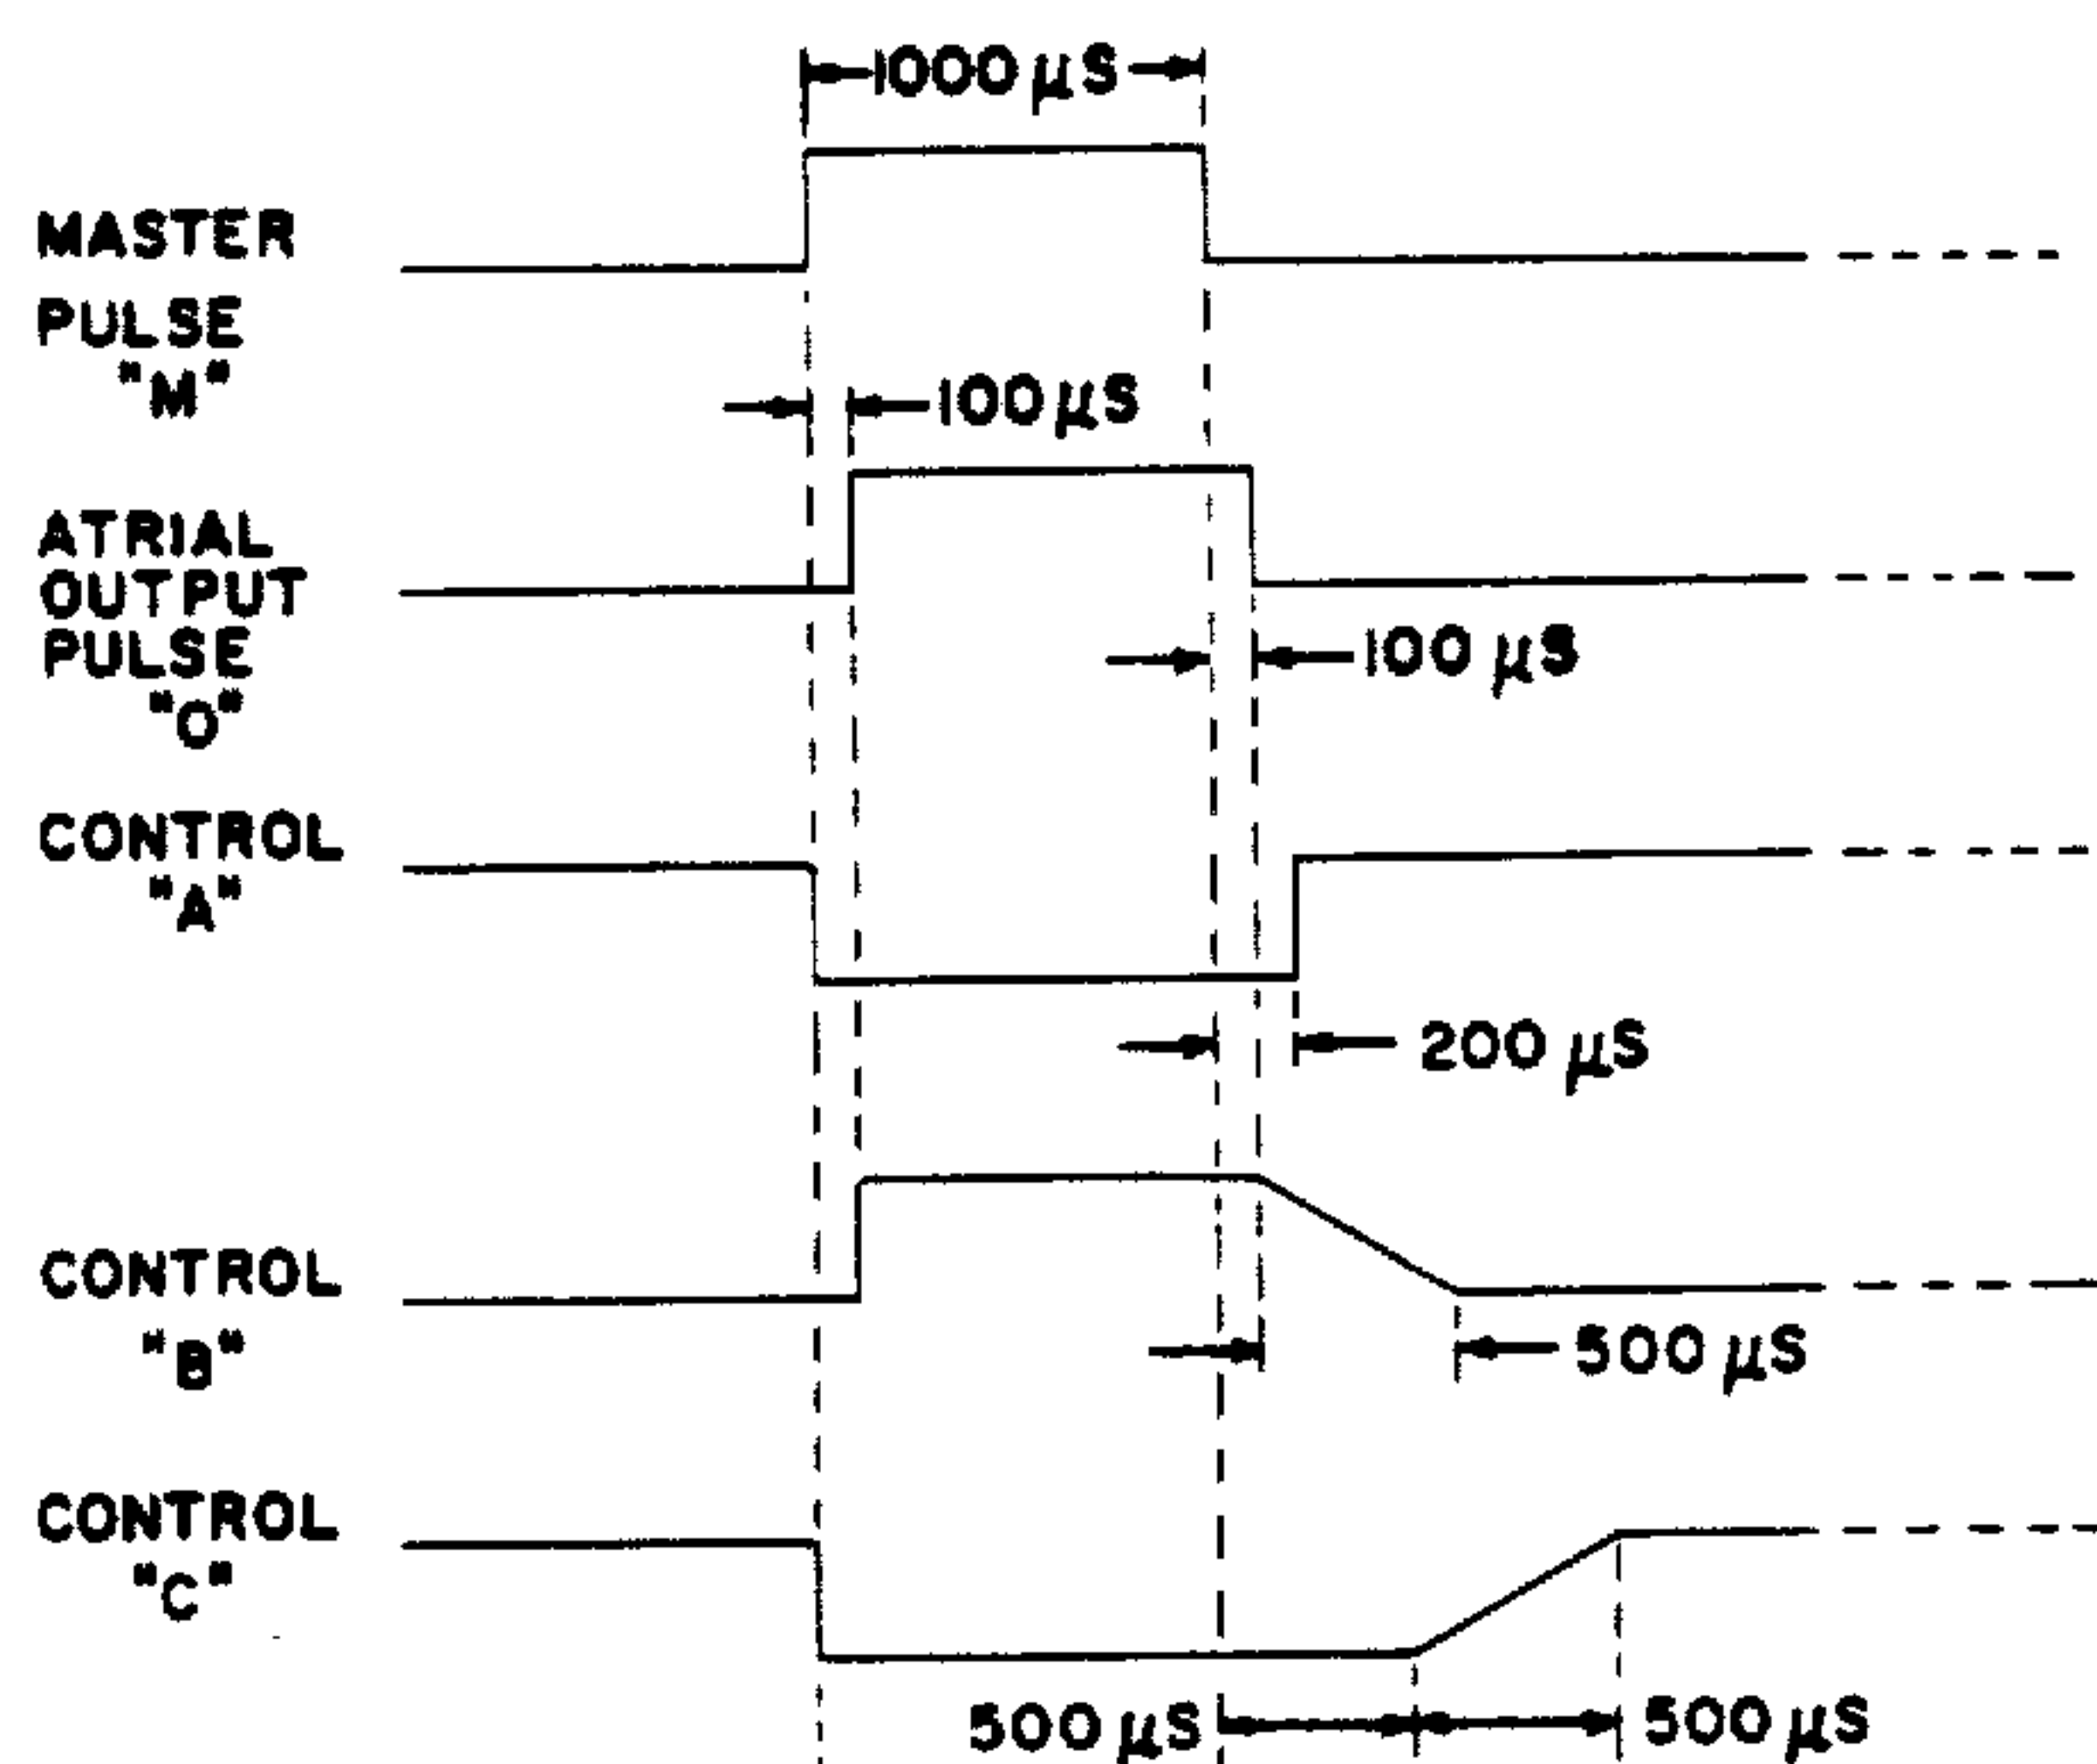 1000 μS
MASTER
PULSE
"M"
100 μS
ATRIAL
OUTPUT
PULSE
"O"
100 μS
CONTROL
"A"
200 μS
CONTROL
"B"
500 μS
CONTROL
"C"
500 μS
500 μS